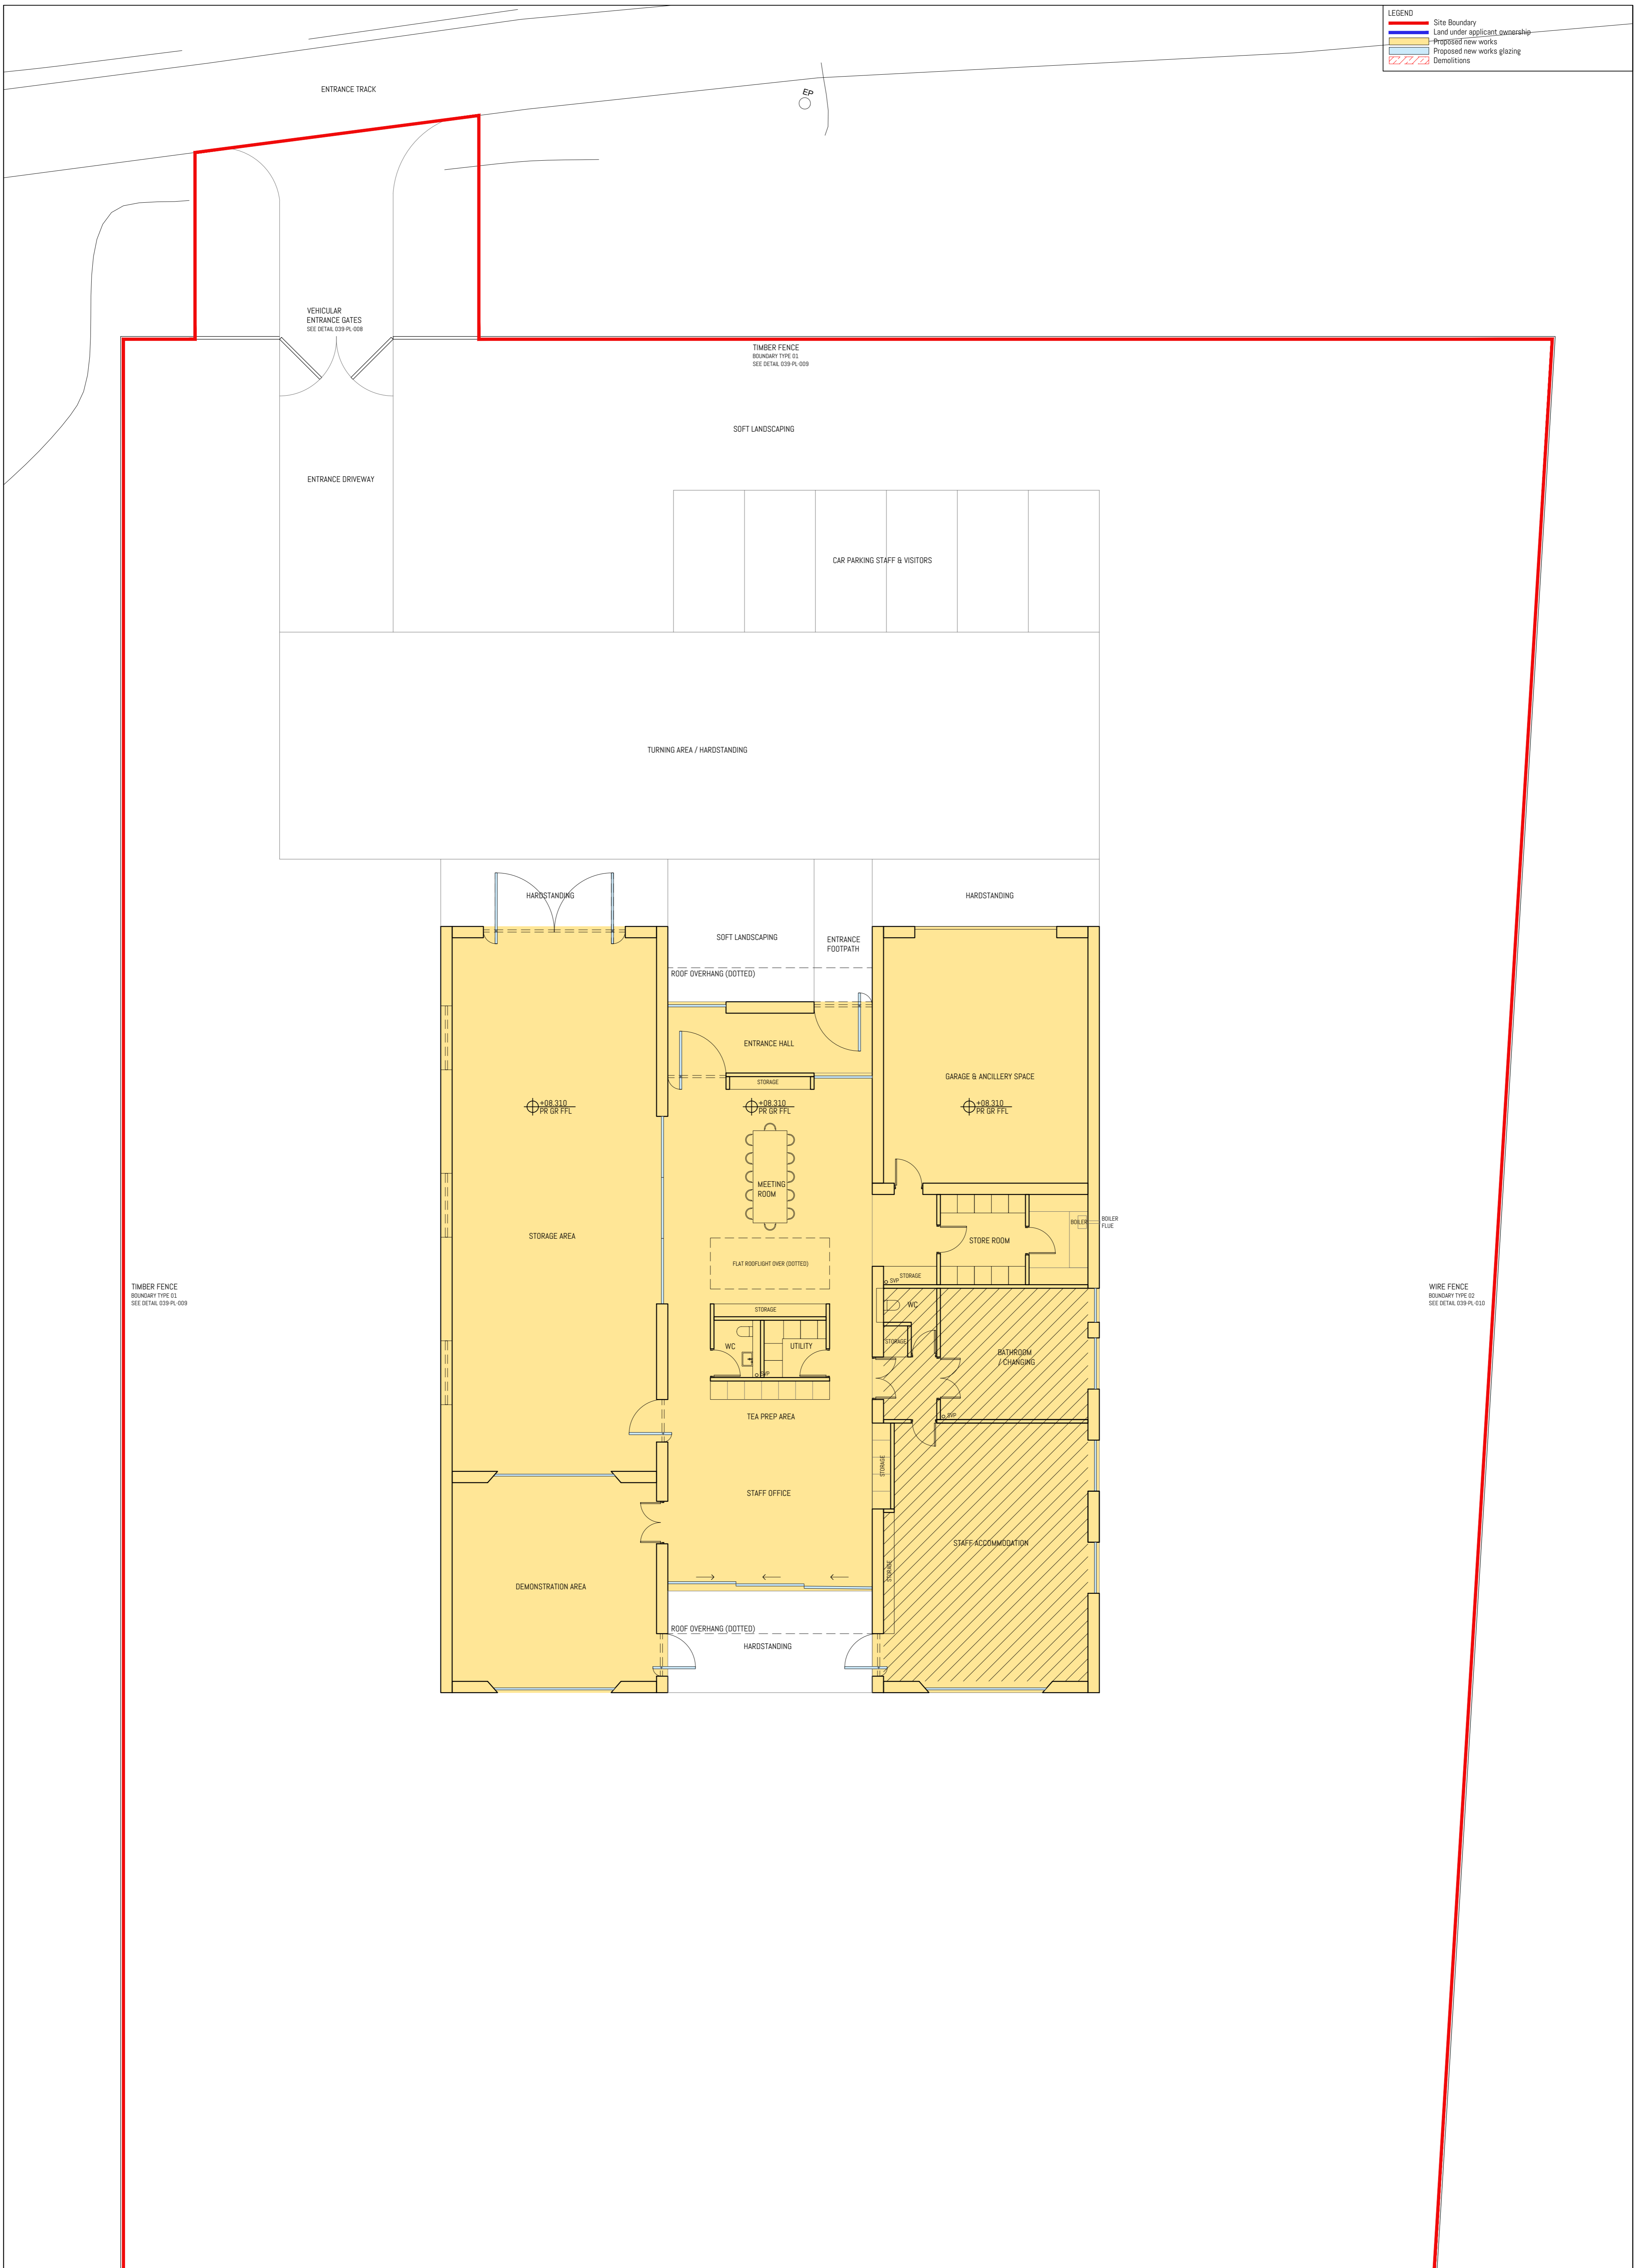 LEGEND
Site Boundary
Land under applicant ownership
Proposed new works
Proposed new works glazing
Demolitions
ENTRANCE TRACK
EP
VEHICULAR
ENTRANCE GATES
SEE DETAIL 039-PL-008
TIMBER FENCE
BOUNDARY TYPE 01
SEE DETAIL 039-PL-009
SOFT LANDSCAPING
ENTRANCE DRIVEWAY
CAR PARKING STAFF & VISITORS
TURNING AREA / HARDSTANDING
HARDSTANDING
HARDSTANDING
SOFT LANDSCAPING
ENTRANCE
FOOTPATH
ROOF OVERHANG (DOTTED)
ENTRANCE HALL
STORAGE
GARAGE & ANCILLERY SPACE
+08.310
PR GR FFL
+08.310
PR GR FFL
+08.310
PR GR FFL
MEETING
ROOM
STORAGE AREA
BOILER
BOILER
FLUE
STORE ROOM
FLAT ROOFLIGHT OVER (DOTTED)
STORAGE
SVP
TIMBER FENCE
BOUNDARY TYPE 01
SEE DETAIL 039-PL-009
WIRE FENCE
BOUNDARY TYPE 02
SEE DETAIL 039-PL-010
STORAGE
WC
WC
UTILITY
STORAGE
BATHROOM
/ CHANGING
SVP
TEA PREP AREA
SVP
STORAGE
STAFF OFFICE
STAFF ACCOMMODATION
STORAGE
DEMONSTRATION AREA
ROOF OVERHANG (DOTTED)
HARDSTANDING